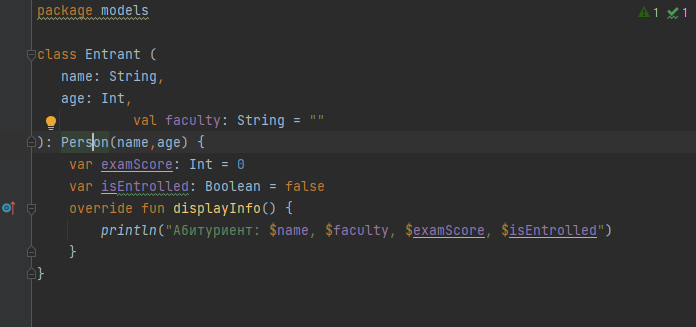 package models
1 1
class Entrant (
name: String,
age: Int,
val faculty: String = ""
): Person(name,age) {
var examScore: Int = 0
var isEntrolled: Boolean = false
override fun displayInfo() {
println("Абитуриент: $name, $faculty, $examScore, $isEntrolled")
}
}